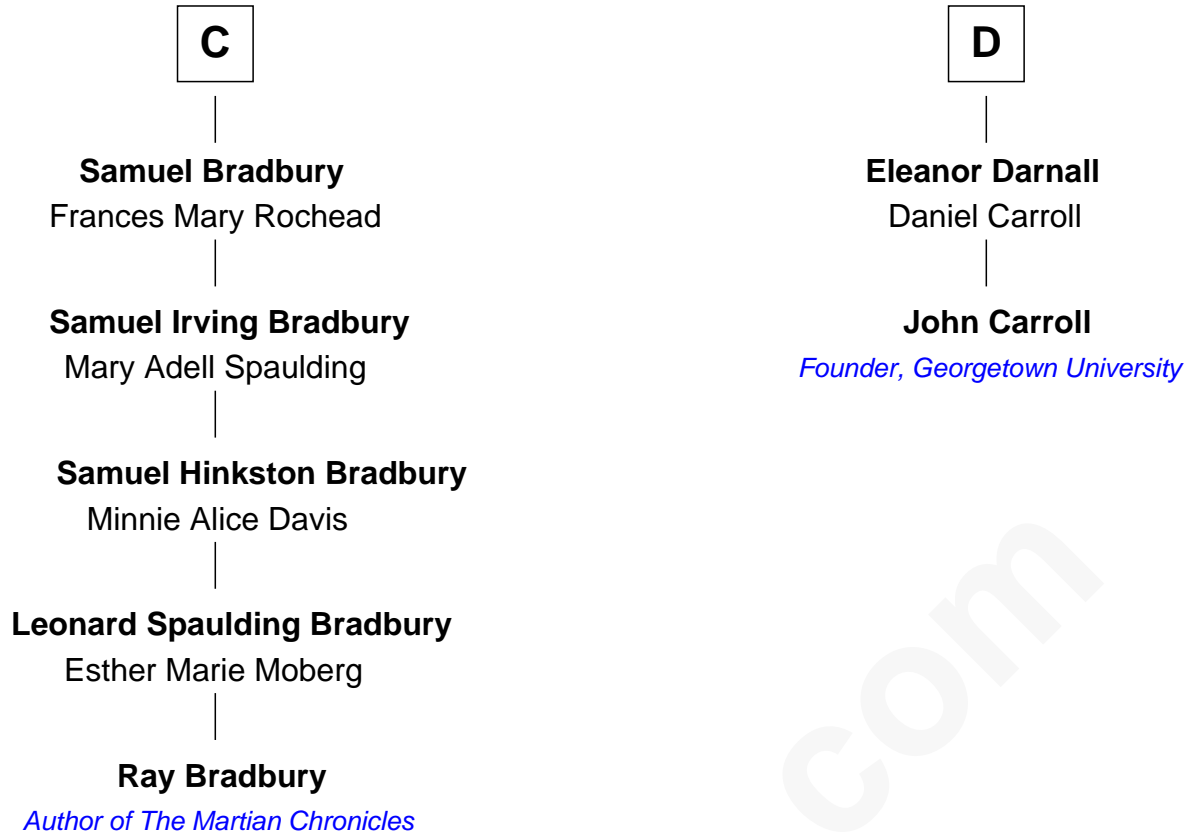 C
Samuel Bradbury
Frances Mary Rochead
Samuel Irving Bradbury
Mary Adell Spaulding
Samuel Hinkston Bradbury
Minnie Alice Davis
Leonard Spaulding Bradbury
Esther Marie Moberg
Ray Bradbury
Author of The Martian Chronicles
D
Eleanor Darnall
Daniel Carroll
John Carroll
Founder, Georgetown University
com